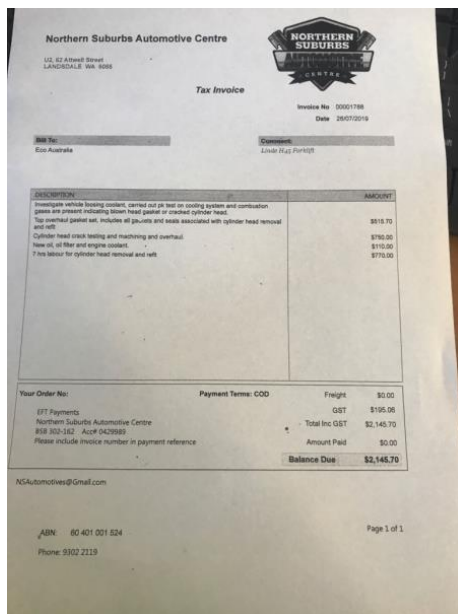 Northern Suburbs Automotive Centre
NORTHERN
SUBURBS
AUTOMOTIVE
CENTRE
U2, 62 Attwell Street
LANDSDALE WA 6065
Tax Invoice
Invoice No 00001786
Date 26/07/2019
Bill To:
Eco Australia
Comment:
Linde H25 Forklift
DESCRIPTION AMOUNT
Investigate vehicle loosing coolant, carried out pk test on cooling system and combustion
gases are present indicating blown head gasket or cracked cylinder head.
Top overhaul gasket set. Includes all gaskets and seals associated with cylinder head removal $515.70
and refit
Cylinder head crack testing and machining and overhaul. $750.00
New oil, oil filter and engine coolant. $110.00
7 hrs labour for cylinder head removal and refit $770.00
Your Order No: Payment Terms: COD Freight $0.00
GST $195.06
EFT Payments
Northern Suburbs Automotive Centre Total Inc GST $2,145.70
BSB 302-162 Acc# 0429989
Please include invoice number in payment reference Amount Paid $0.00
Balance Due $2,145.70
NSAutomotives@Gmail.com
ABN: 60 401 001 524 Page 1 of 1
Phone: 9302 2119